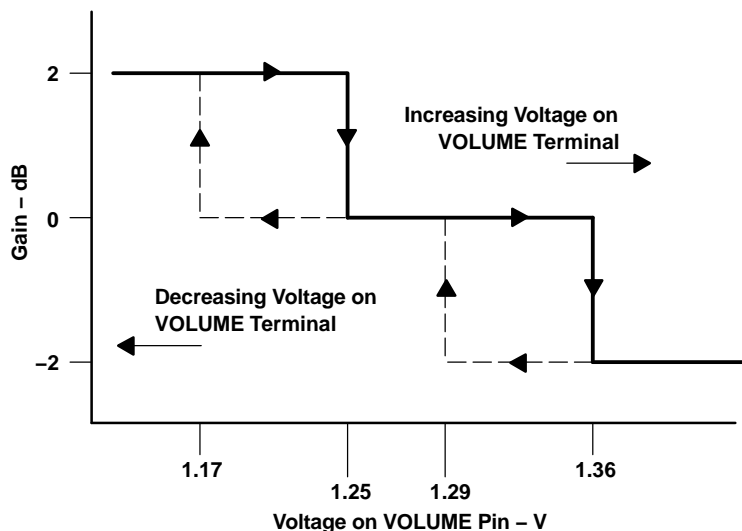 2
0
−2
Gain – dB
Increasing Voltage on
VOLUME Terminal
Decreasing Voltage on
VOLUME Terminal
1.17
1.25
1.29
1.36
Voltage on VOLUME Pin – V